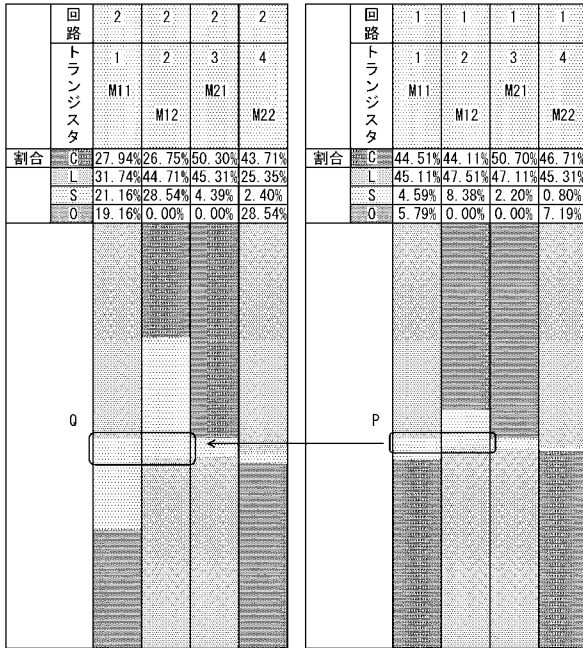 回路 2 2 2 2
トランジスタ 1 2 3 4
M11 M12 M21 M22
割合 C 27.94% 26.75% 50.30% 43.71%
L 31.74% 44.71% 45.31% 25.35%
S 21.16% 28.54% 4.39% 2.40%
O 19.16% 0.00% 0.00% 28.54%
Q
回路 1 1 1 1
トランジスタ 1 2 3 4
M11 M12 M21 M22
割合 C 44.51% 44.11% 50.70% 46.71%
L 45.11% 47.51% 47.11% 45.31%
S 4.59% 8.38% 2.20% 0.80%
O 5.79% 0.00% 0.00% 7.19%
P